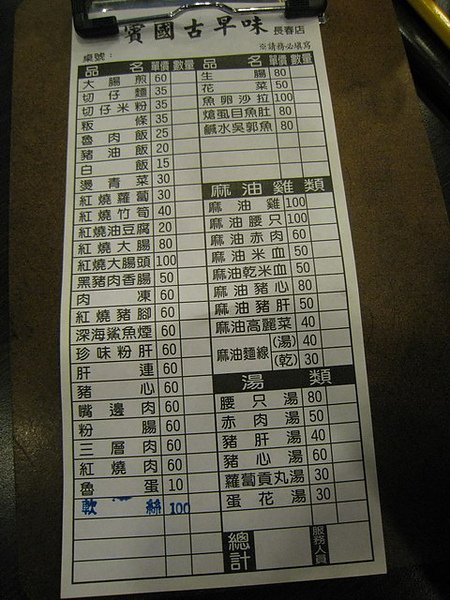 賓國古早味 長春店
※請務必填寫
桌號：
品名 單價 數量
大腸煎 60
切仔麵 35
切仔米粉 35
粄條 35
魯肉飯 25
豬油飯 20
白飯 15
燙青菜 30
紅燒蘿蔔 30
紅燒竹筍 40
紅燒油豆腐 20
紅燒大腸 80
紅燒大腸頭 100
黑豬肉香腸 50
肉凍 60
紅燒豬腳 60
深海鯊魚煙 60
珍味粉肝 60
肝連 60
豬心 60
嘴邊肉 60
粉腸 60
三層肉 60
紅燒肉 60
魯蛋 10
軟絲 100
品名 單價 數量
生腸 80
花菜 50
魚卵沙拉 100
熗虱目魚肚 80
鹹水吳郭魚 80
麻油雞類
麻油雞 100
麻油腰只 100
麻油赤肉 60
麻油米血 50
麻油乾米血 50
麻油豬心 80
麻油豬肝 50
麻油高麗菜 40
麻油麵線 (湯) 40
(乾) 30
湯類
腰只湯 80
赤肉湯 50
豬肝湯 40
豬心湯 60
蘿蔔貢丸湯 30
蛋花湯 30
總計
服務人員